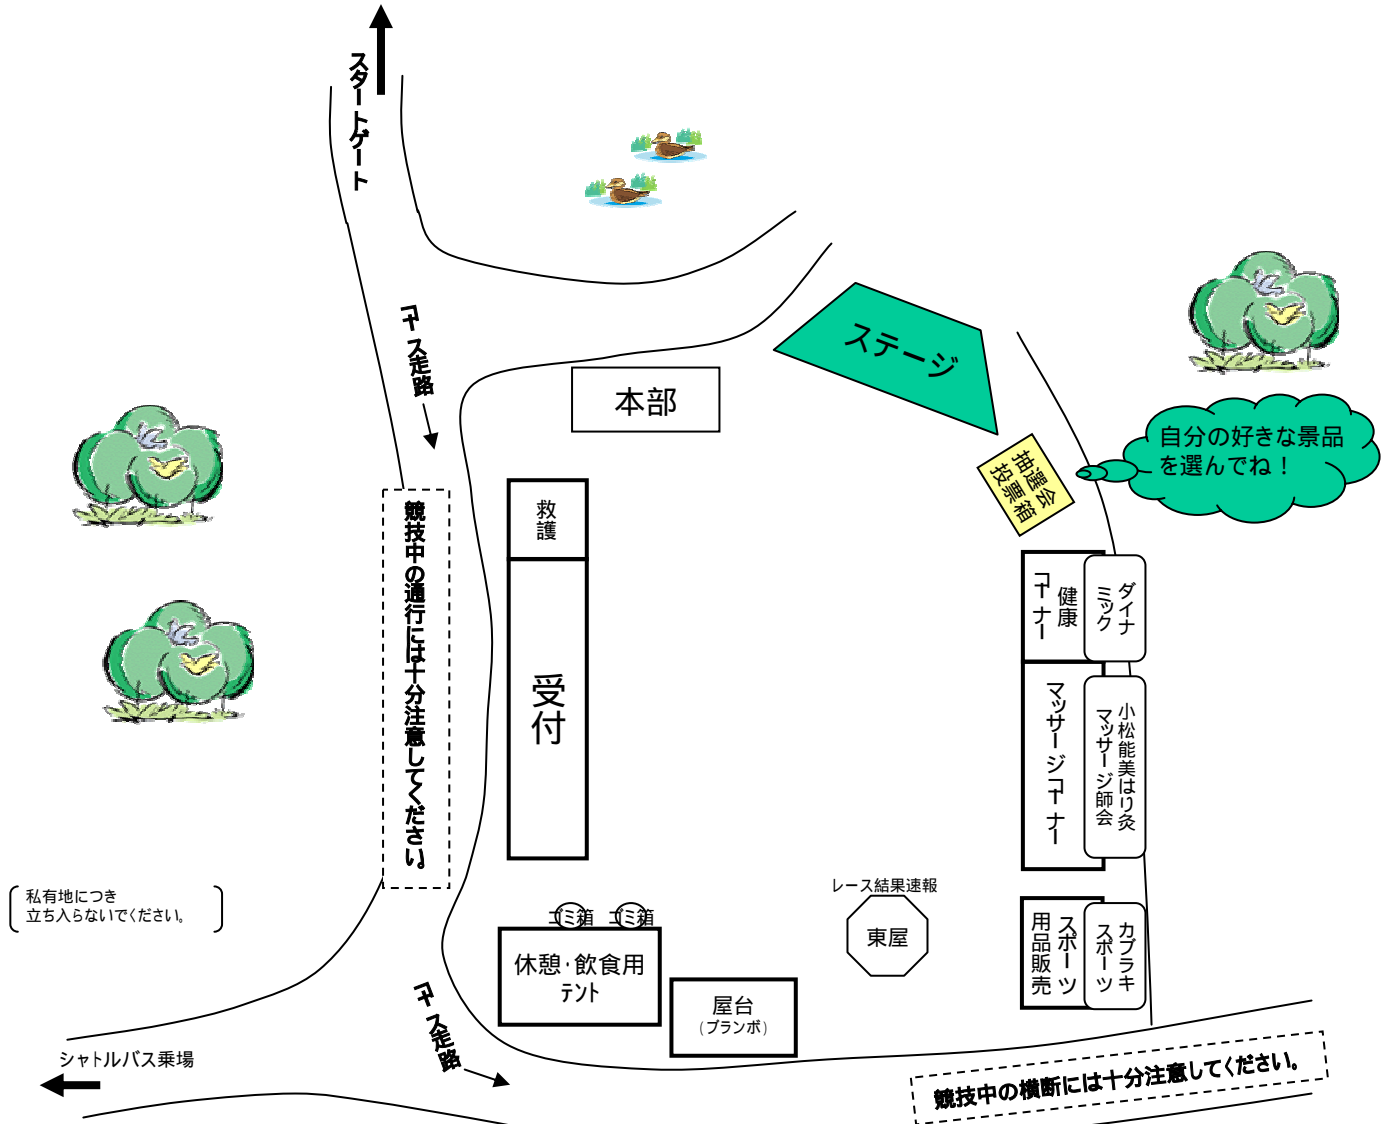 スタートゲート
コース走路
ステージ
本部
自分の好きな景品
を選んでね！
抽選会
投票箱
救護
競技中の通行には十分注意してください。
受付
健康
コーナー
ダイナ
ミック
マッサージコーナー
小松能美はり灸
マッサージ師会
私有地につき
立ち入らないでください。
レース結果速報
東屋
ゴミ箱
ゴミ箱
休憩・飲食用
テント
屋台
（ブランボ）
スポーツ
用品販売
カブラキ
スポーツ
コース走路
シャトルバス乗場
競技中の横断には十分注意してください。